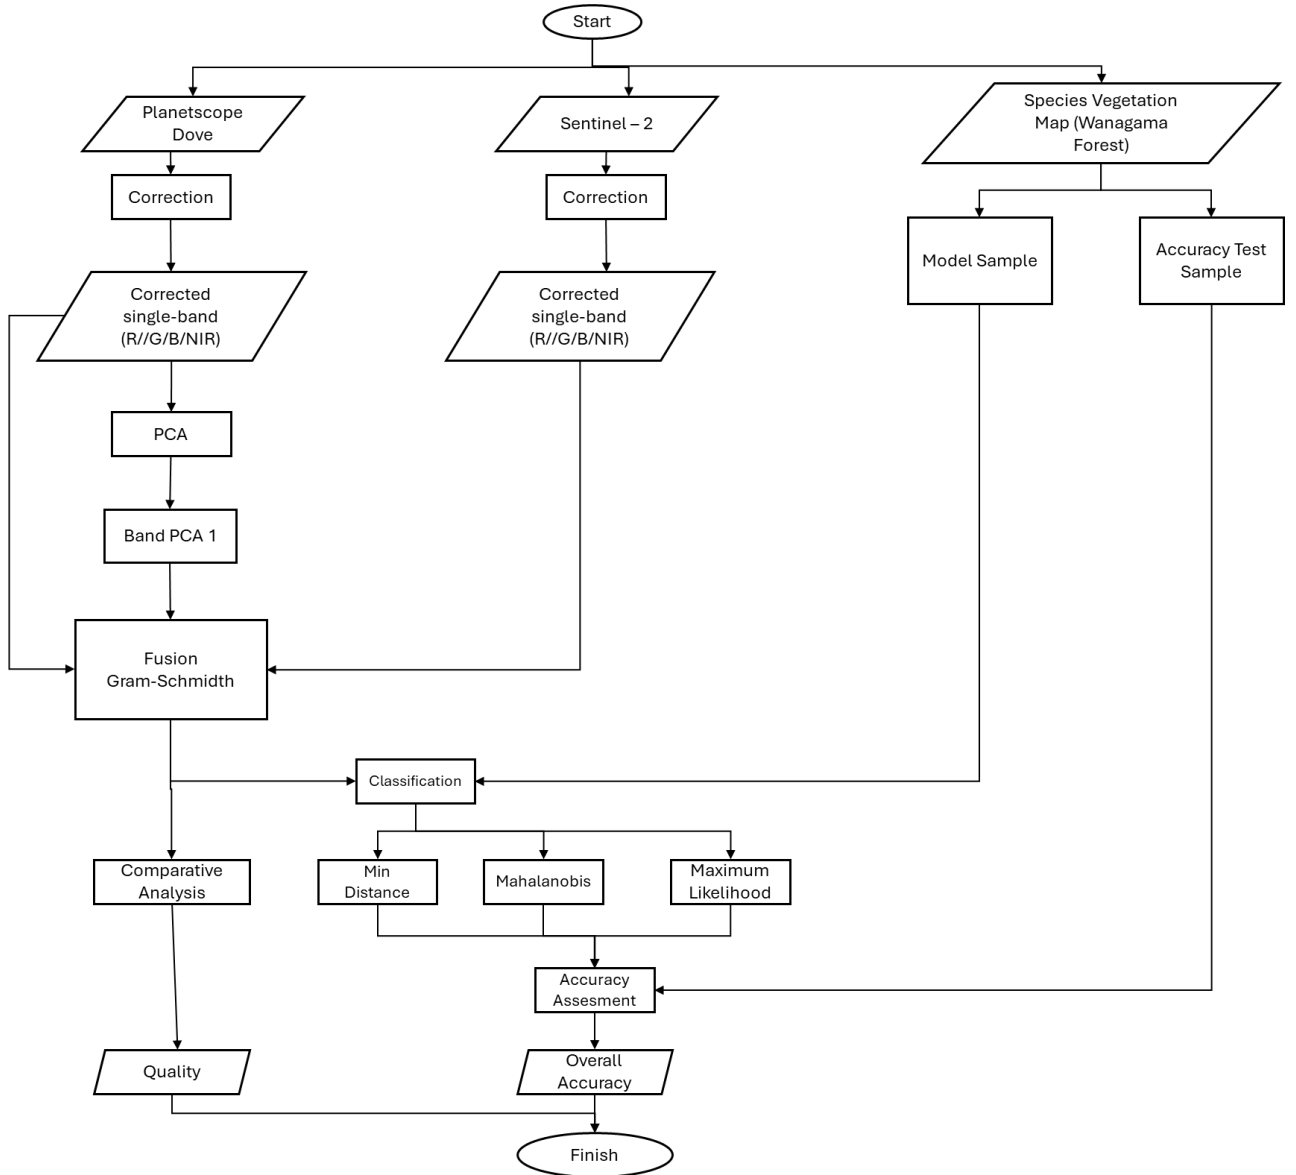 Start
Planetscope
Dove
Sentinel – 2
Species Vegetation
Map (Wanagama
Forest)
Correction
Correction
Model Sample
Accuracy Test
Sample
Corrected
single-band
(R//G/B/NIR)
Corrected
single-band
(R//G/B/NIR)
PCA
Band PCA 1
Fusion
Gram-Schmidth
Classification
Comparative
Analysis
Min
Distance
Mahalanobis
Maximum
Likelihood
Accuracy
Assesment
Quality
Overall
Accuracy
Finish